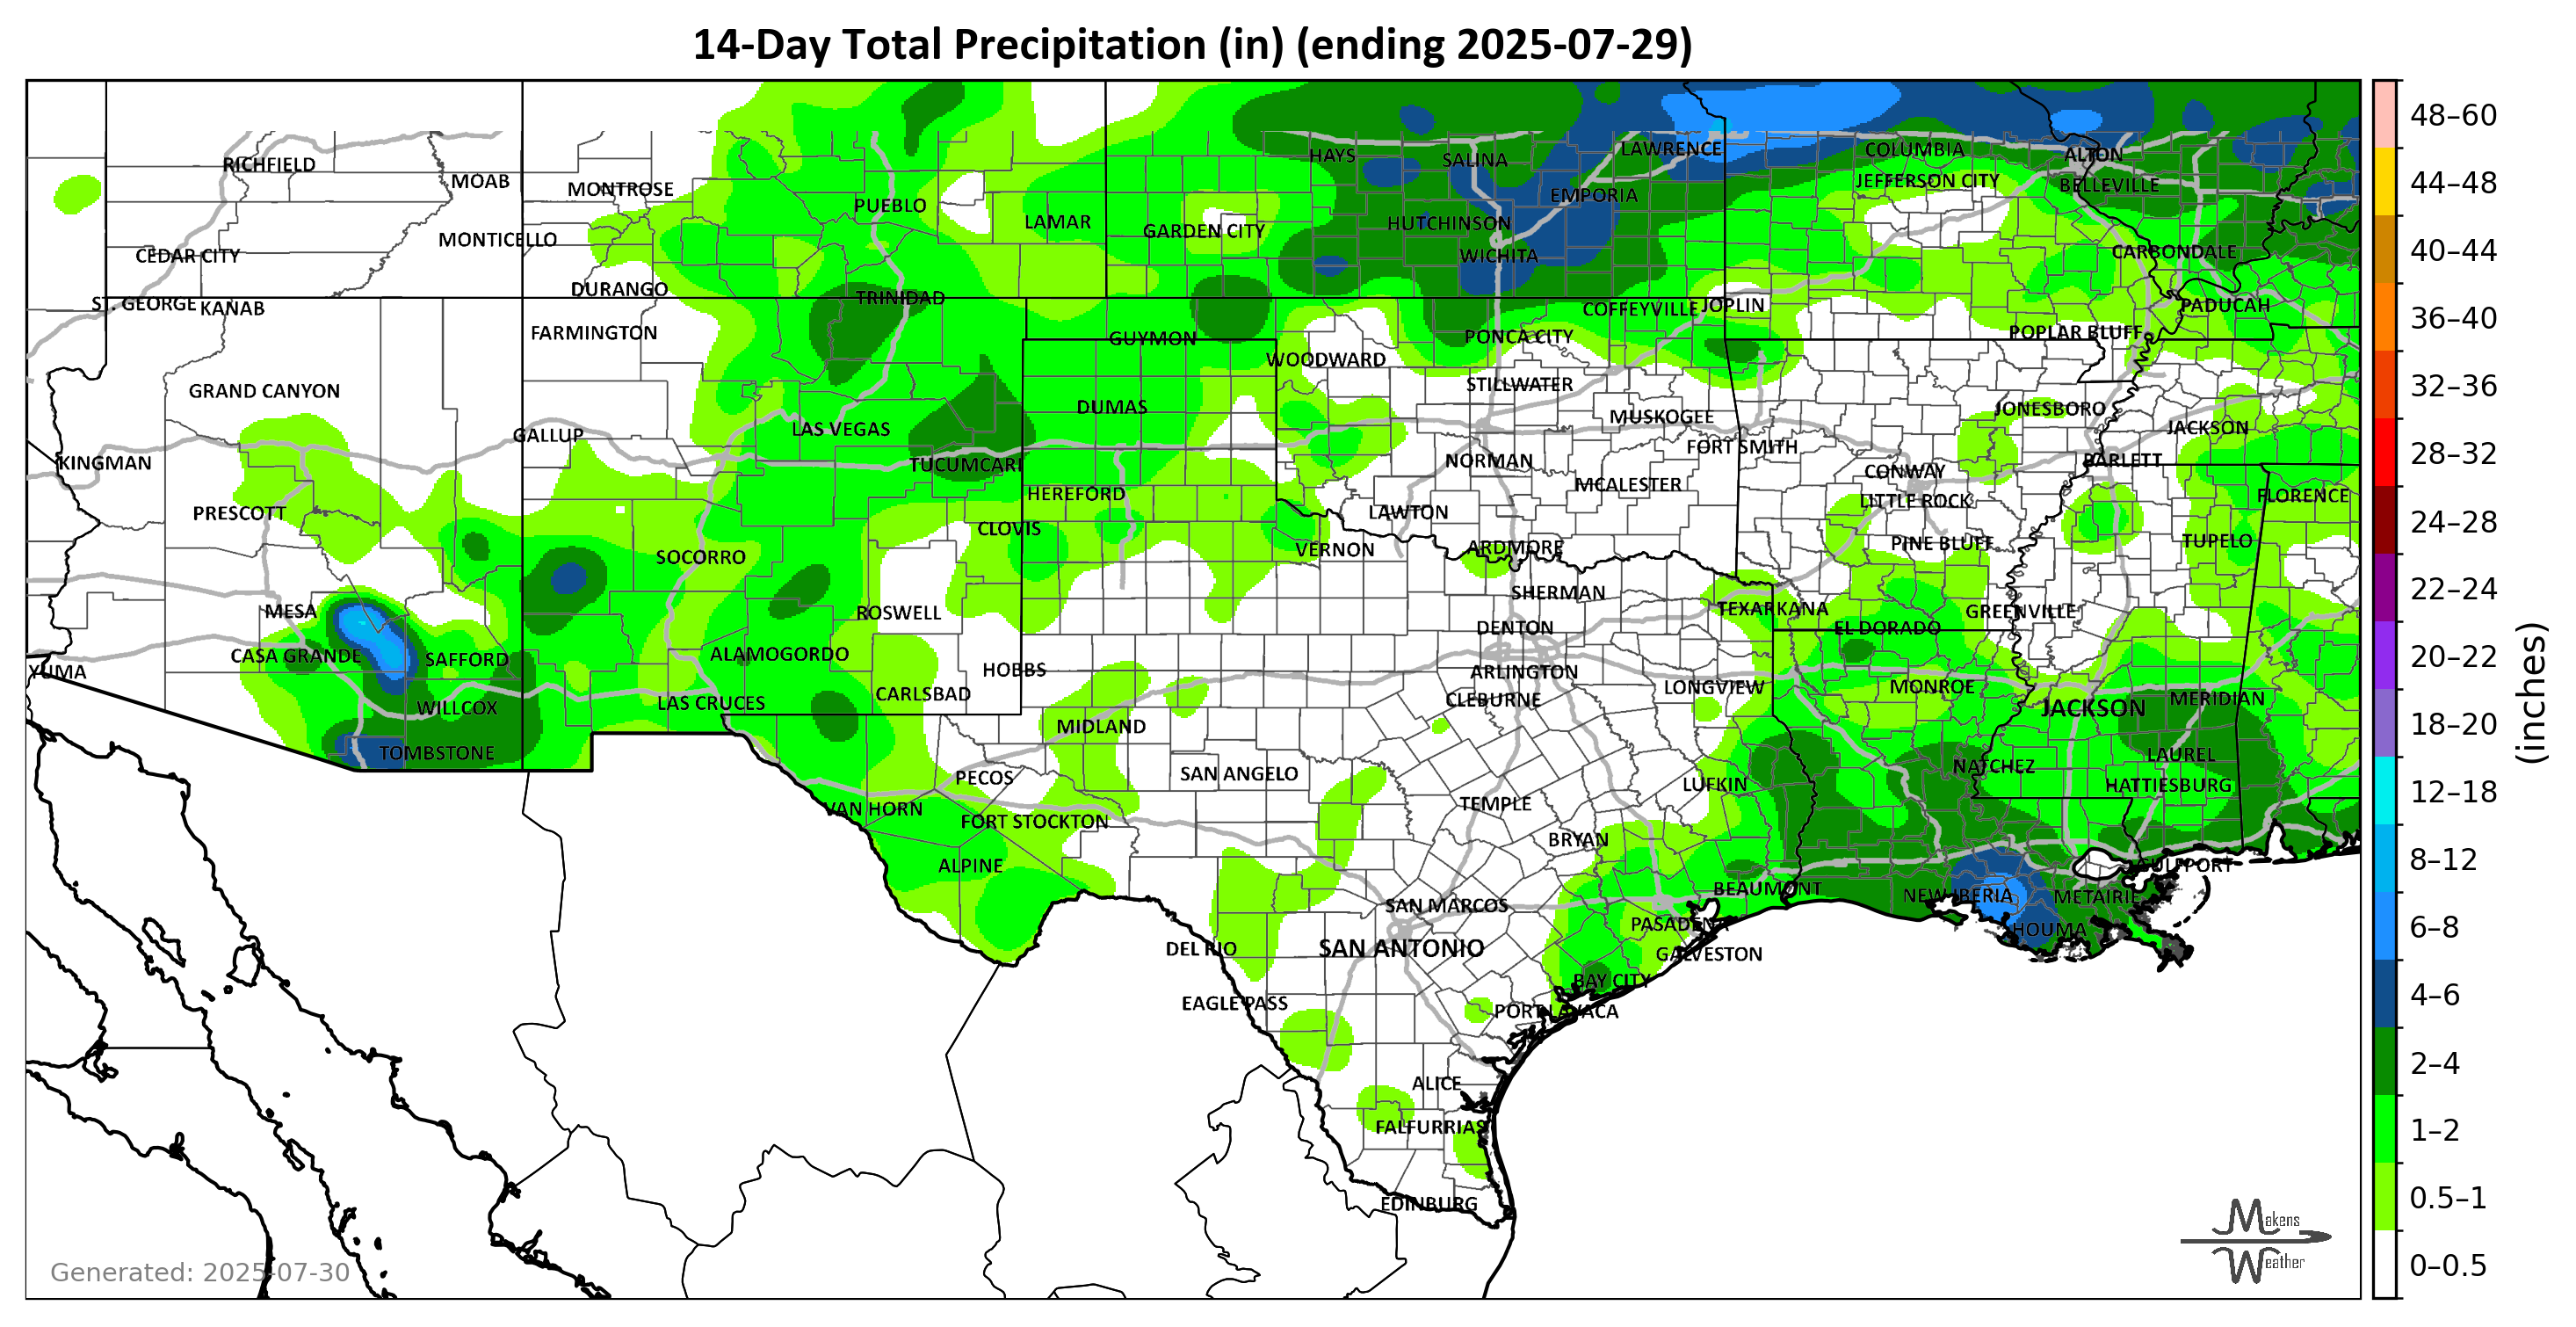 14-Day Total Precipitation (in) (ending 2025-07-29)
48–60
44–48
40–44
36–40
32–36
28–32
24–28
22–24
20–22
18–20
12–18
8–12
6–8
4–6
2–4
1–2
0.5–1
0–0.5
(inches)
RICHFIELD
MOAB
MONTROSE
PUEBLO
LAMAR
HAYS
SALINA
LAWRENCE
COLUMBIA
ALTON
EMPORIA
JEFFERSON CITY
BELLEVILLE
CEDAR CITY
MONTICELLO
GARDEN CITY
HUTCHINSON
WICHITA
CARBONDALE
ST. GEORGE
KANAB
DURANGO
TRINIDAD
COFFEYVILLE
JOPLIN
PADUCAH
FARMINGTON
GUYMON
PONCA CITY
POPLAR BLUFF
WOODWARD
GRAND CANYON
STILLWATER
DUMAS
JONESBORO
GALLUP
LAS VEGAS
MUSKOGEE
JACKSON
KINGMAN
TUCUMCARI
NORMAN
FORT SMITH
CONWAY
BARLETT
PRESCOTT
HEREFORD
MCALESTER
LITTLE ROCK
FLORENCE
CLOVIS
LAWTON
PINE BLUFF
TUPELO
SOCORRO
VERNON
ARDMORE
MESA
ROSWELL
SHERMAN
TEXARKANA
GREENVILLE
CASA GRANDE
SAFFORD
ALAMOGORDO
DENTON
EL DORADO
YUMA
HOBBS
ARLINGTON
WILLCOX
LAS CRUCES
CARLSBAD
CLEBURNE
LONGVIEW
MONROE
JACKSON
MERIDIAN
TOMBSTONE
MIDLAND
PECOS
SAN ANGELO
LUFKIN
NATCHEZ
LAUREL
HATTIESBURG
VAN HORN
FORT STOCKTON
TEMPLE
BRYAN
ALPINE
BEAUMONT
NEW IBERIA
METAIRIE
GULFPORT
SAN MARCOS
PASADENA
HOUMA
DEL RIO
SAN ANTONIO
GALVESTON
BAY CITY
EAGLE PASS
PORT LAVACA
ALICE
FALFURRIAS
EDINBURG
Generated: 2025-07-30
Makens
Weather